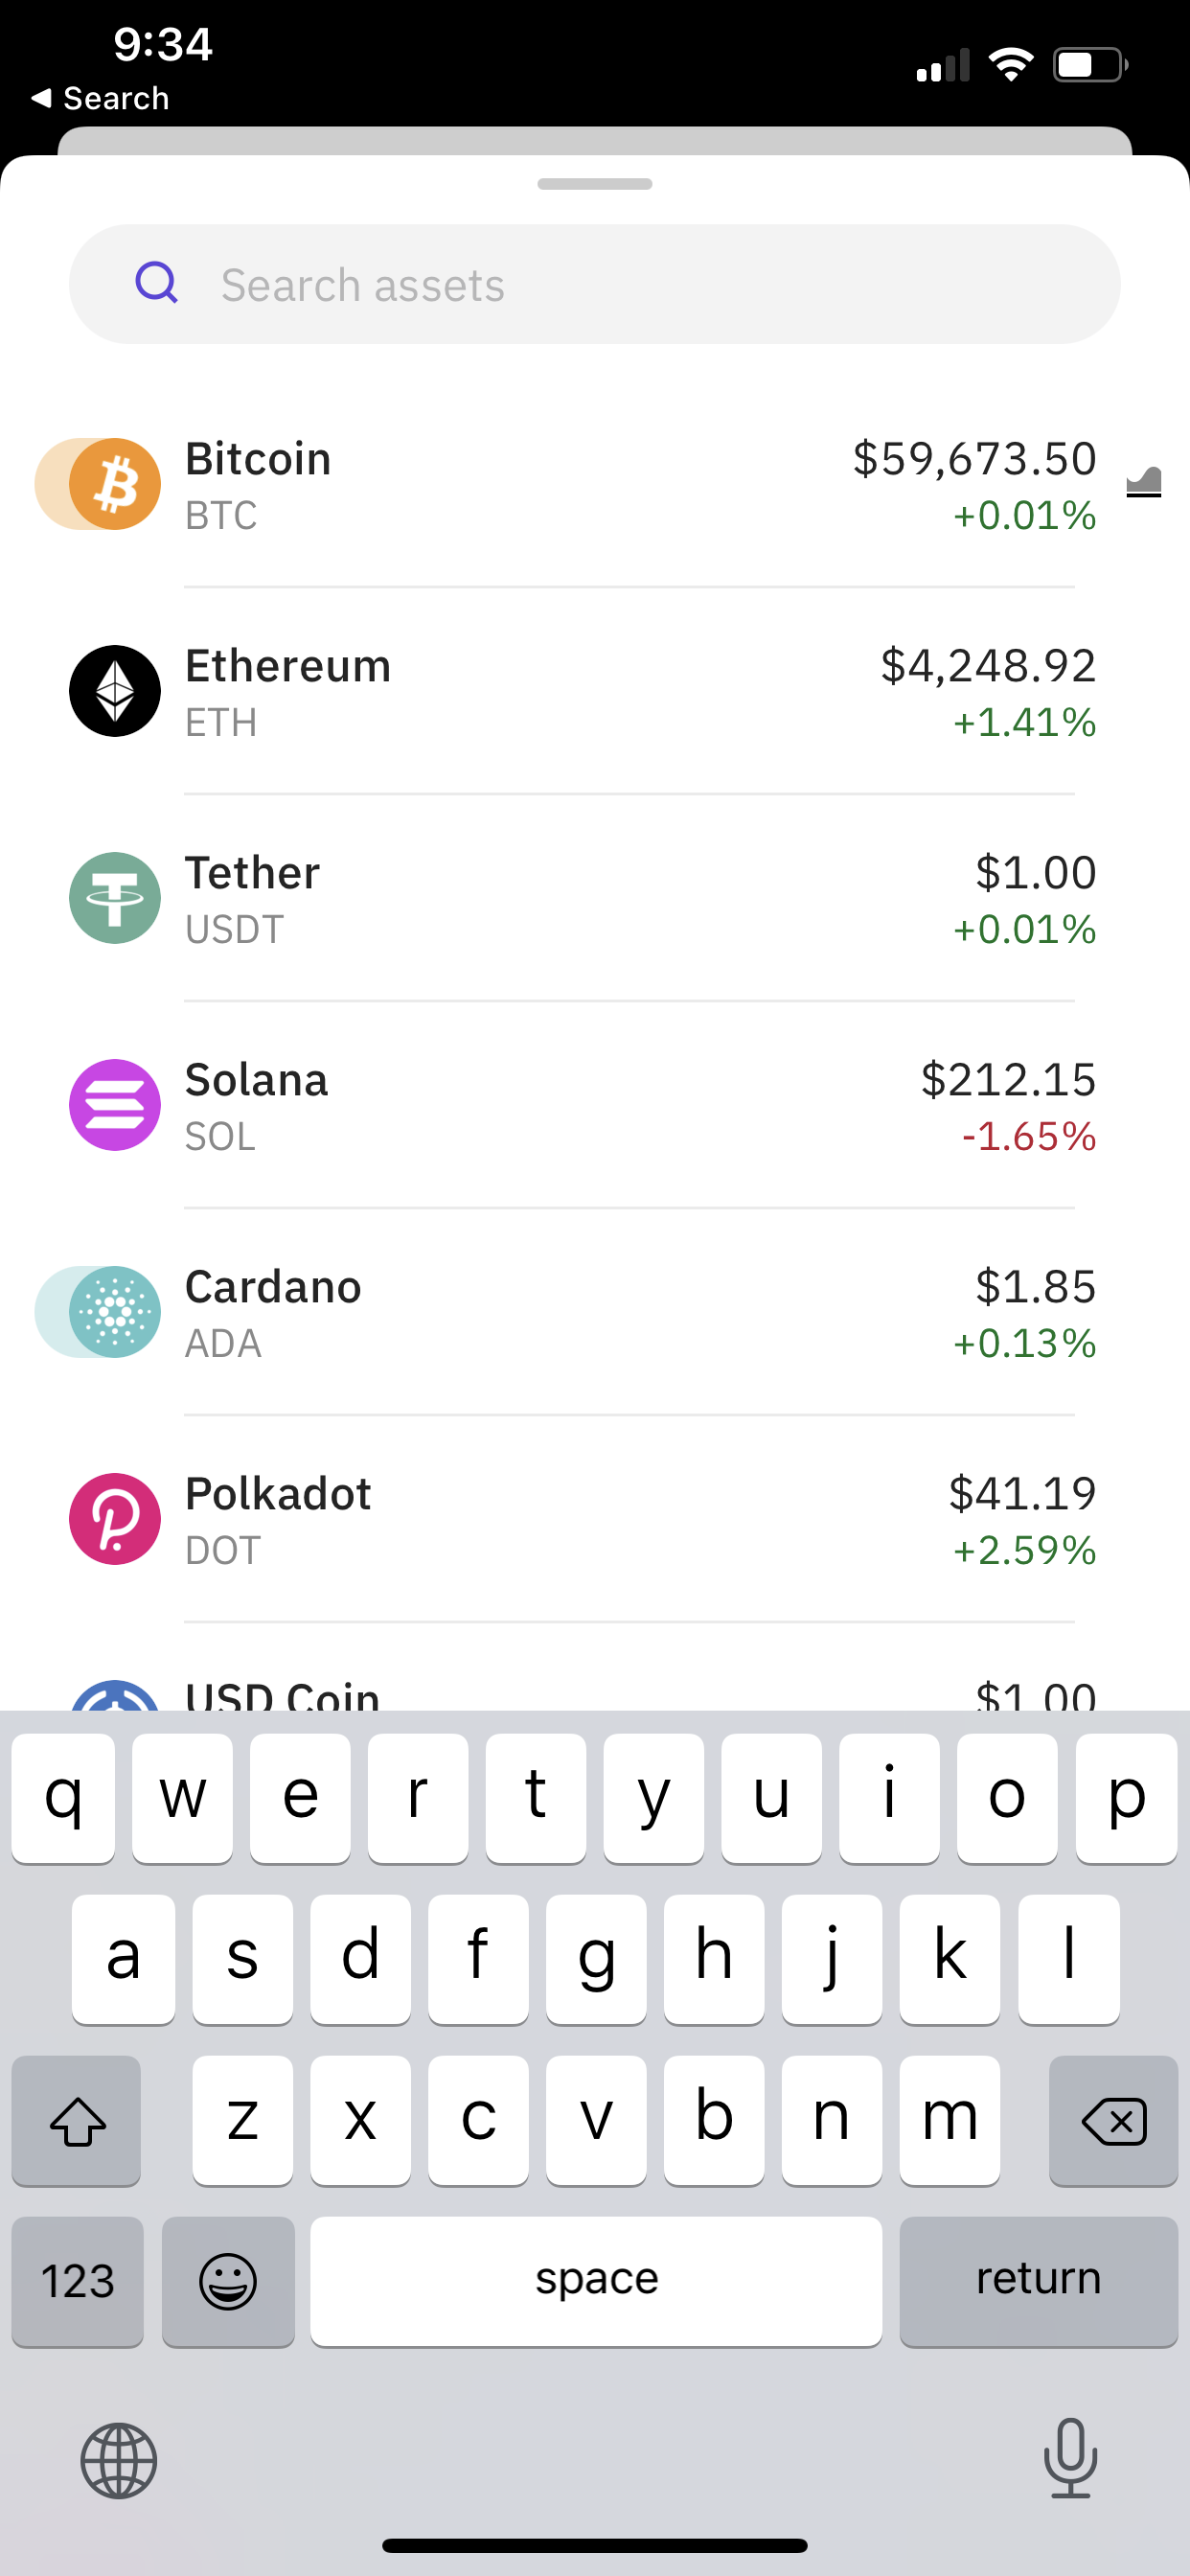 9:34
Search
Search assets
Bitcoin $59,673.50
BTC +0.01%
Ethereum $4,248.92
ETH +1.41%
Tether $1.00
USDT +0.01%
Solana $212.15
SOL -1.65%
Cardano $1.85
ADA +0.13%
Polkadot $41.19
DOT +2.59%
USD Coin $1.00
q w e r t y u i o p
a s d f g h j k l
z x c v b n m
123 space return